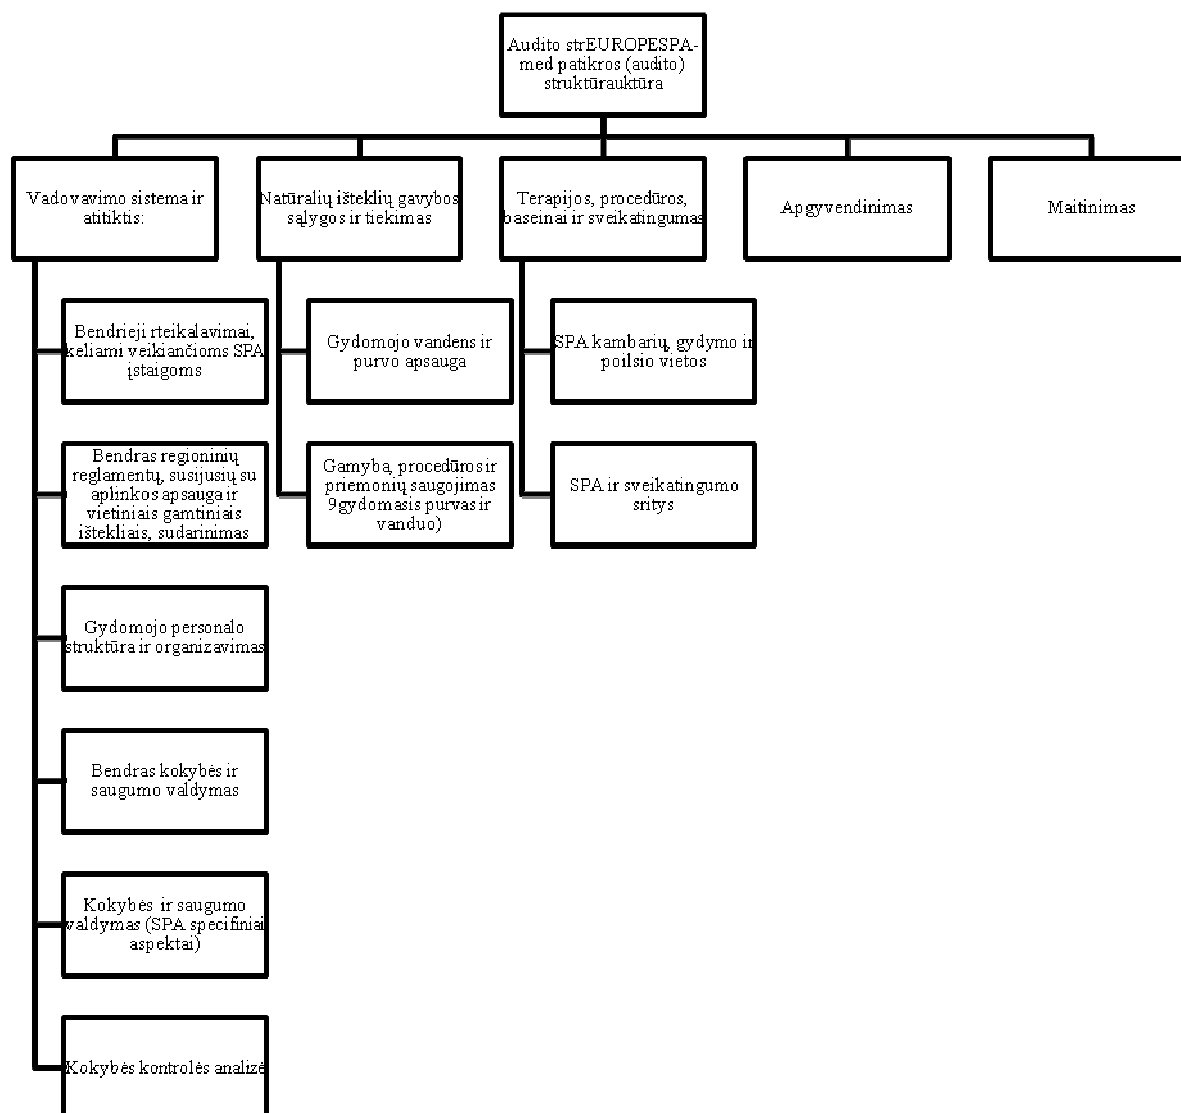 Audito strEUROPESPA-
med patikros (audito)
struktūrauktūra
Vadovavimo sistema ir
atitiktis:
Natūralių išteklių gavybos
sąlygos ir tiekimas
Terapijos, procedūros,
baseinai ir sveikatingumas
Apgyvendinimas
Maitinimas
Bendrieji rteikalavimai,
keliami veikiančioms SPA
įstaigoms
Gydomojo vandens ir
purvo apsauga
SPA kambarių, gydymo ir
poilsio vietos
Bendras regioninių
reglamentų, susijusių su
aplinkos apsauga ir
vietiniais gamtiniais
ištekliais, sudarinimas
Gamyba, procedūros ir
priemonių saugojimas
9gydomasis purvas ir
vanduo)
SPA ir sveikatingumo
sritys
Gydomojo personalo
struktūra ir organizavimas
Bendras kokybės ir
saugumo valdymas
Kokybės ir saugumo
valdymas (SPA specifiniai
aspektai)
Kokybės kontrolės analizė